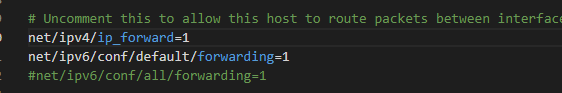 # Uncomment this to allow this host to route packets between interfac
net/ipv4/ip_forward=1
net/ipv6/conf/default/forwarding=1
#net/ipv6/conf/all/forwarding=1